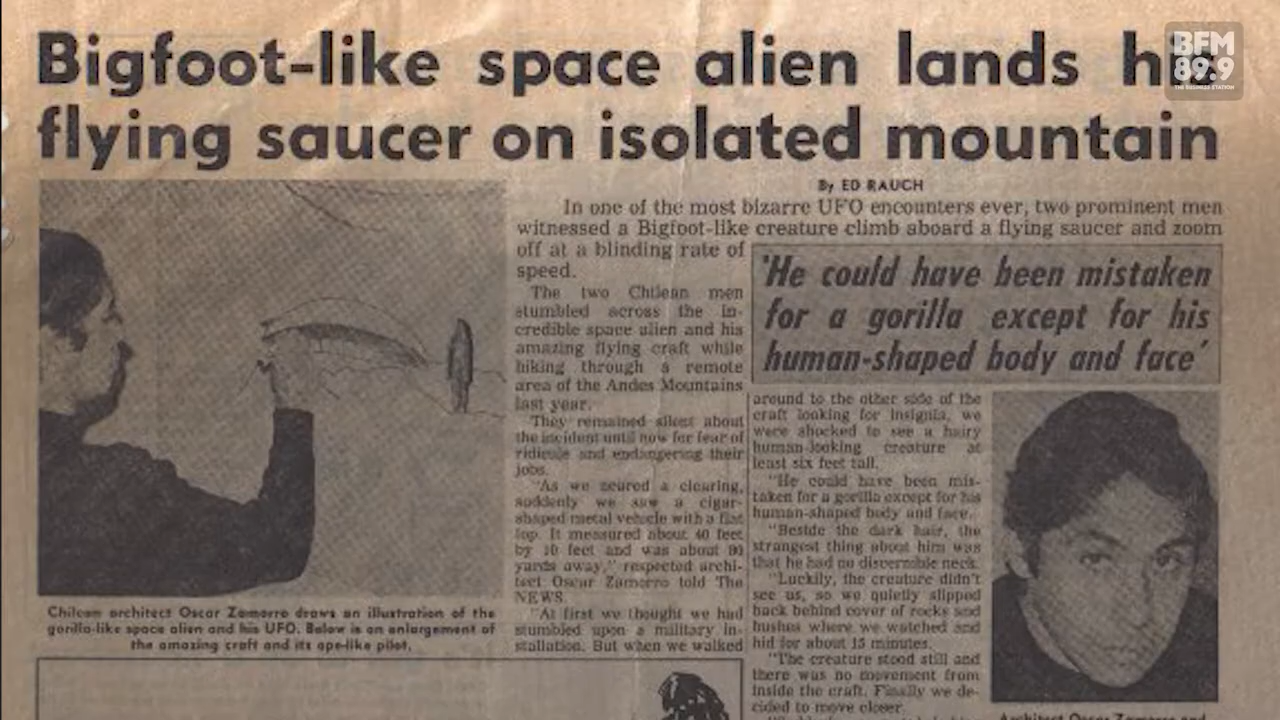 Bigfoot-like space alien lands his
BFM
89.9
THE BUSINESS STATION
flying saucer on isolated mountain
By ED RAUCH
In one of the most bizarre UFO encounters ever, two prominent men
witnessed a Bigfoot-like creature climb aboard a flying saucer and zoom
off at a blinding rate of
speed.
The two Chilean men
stumbled across the in-
credible space alien and his
amazing flying craft while
hiking through a remote
area of the Andes Mountains
last year.
They remained silent about
the incident until now for fear of
ridicule and endangering their
jobs.
"As we neared a clearing,
suddenly we saw a cigar-
shaped metal vehicle with a flat
top. It measured about 40 feet
by 10 feet and was about 80
yards away," respected archi-
tect Oscar Zamorro told The
NEWS.
"At first we thought we had
stumbled upon a military in-
stallation. But when we walked
'He could have been mistaken
for a gorilla except for his
human-shaped body and face'
around to the other side of the
craft looking for insignia, we
were shocked to see a hairy
human-looking creature at
least six feet tall.
"He could have been mis-
taken for a gorilla except for his
human-shaped body and face.
"Beside the dark hair, the
strangest thing about him was
that he had no discernible neck.
"Luckily, the creature didn't
see us, so we quietly slipped
back behind cover of rocks and
bushes where we watched and
hid for about 15 minutes.
"The creature stood still and
there was no movement from
inside the craft. Finally we de-
cided to move closer.
Chilean architect Oscar Zamorro draws an illustration of the
gorilla-like space alien and his UFO. Below is an enlargement of
the amazing craft and its ape-like pilot.
Architect Oscar Zamorro